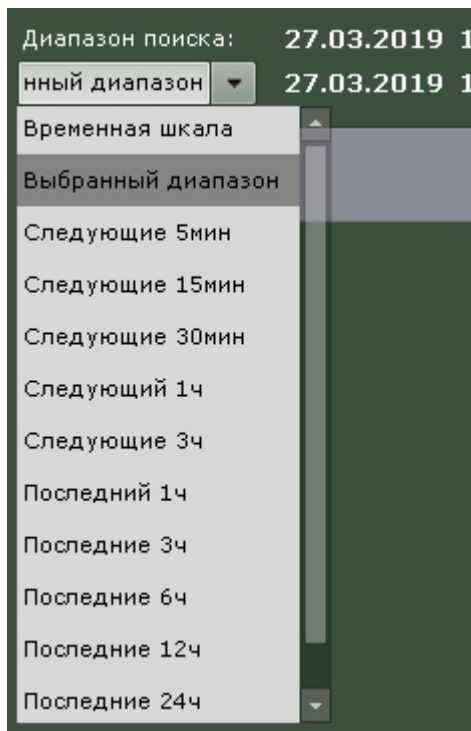 Диапазон поиска: 27.03.2019 1
нный диапазон 27.03.2019 1
Временная шкала
Выбранный диапазон
Следующие 5мин
Следующие 15мин
Следующие 30мин
Следующий 1ч
Следующие 3ч
Последний 1ч
Последние 3ч
Последние 6ч
Последние 12ч
Последние 24ч